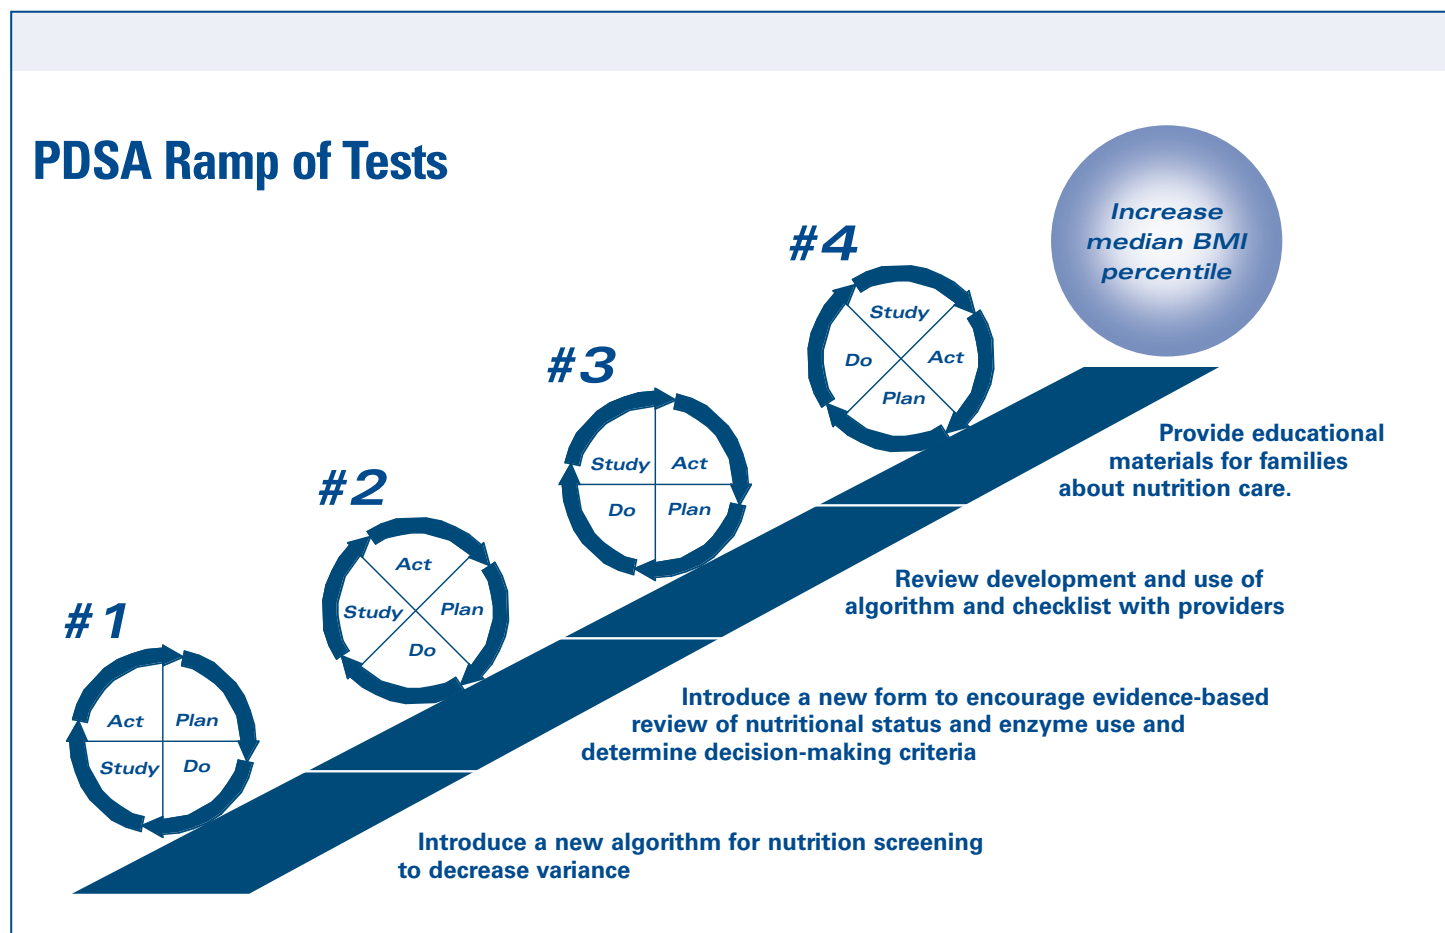 PDSA Ramp of Tests
Increase
median BMI
percentile
#4
Study
Do
Act
Plan
#3
Study
Act
Do
Plan
#2
Act
Study
Plan
Do
#1
Act
Plan
Study
Do
Provide educational
materials for families
about nutrition care.
Review development and use of
algorithm and checklist with providers
Introduce a new form to encourage evidence-based
review of nutritional status and enzyme use and
determine decision-making criteria
Introduce a new algorithm for nutrition screening
to decrease variance